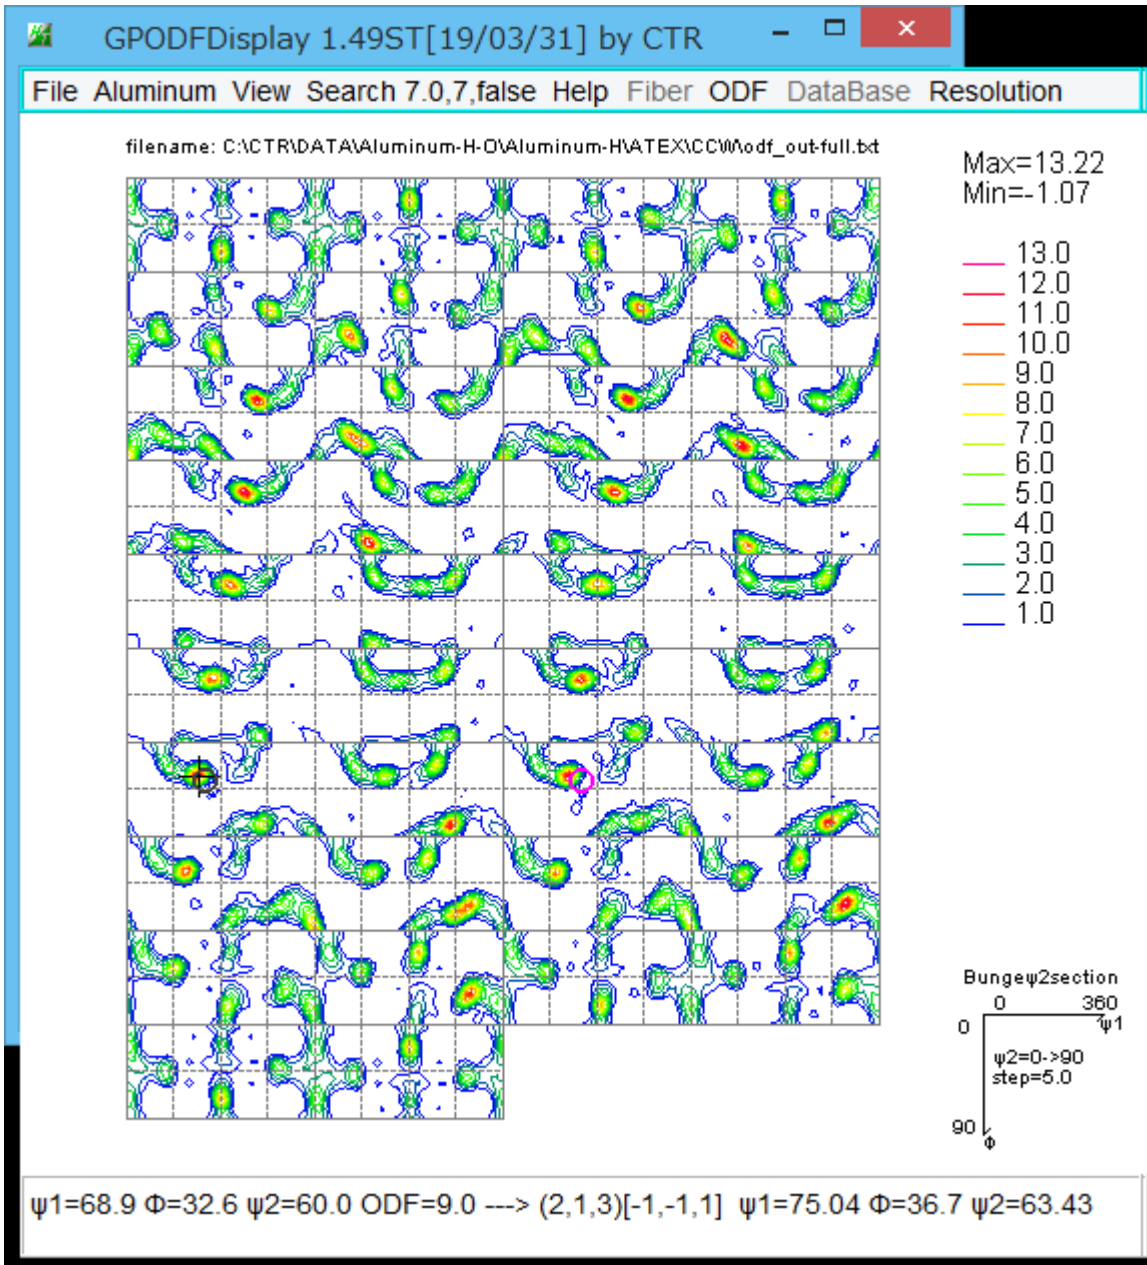 GPODFDisplay 1.49ST[19/03/31] by CTR
File Aluminum View Search 7.0,7,false Help Fiber ODF DataBase Resolution
filename: C:\CTR\DATA\Aluminum-H-O\Aluminum-H\ATEX\CCW\odf_out-full.txt
Max=13.22
Min=-1.07
13.0
12.0
11.0
10.0
9.0
8.0
7.0
6.0
5.0
4.0
3.0
2.0
1.0
Bungeψ2section
0 360
0 ψ1
ψ2=0->90
step=5.0
90
Φ
ψ1=68.9 Φ=32.6 ψ2=60.0 ODF=9.0 ---> (2,1,3)[-1,-1,1] ψ1=75.04 Φ=36.7 ψ2=63.43